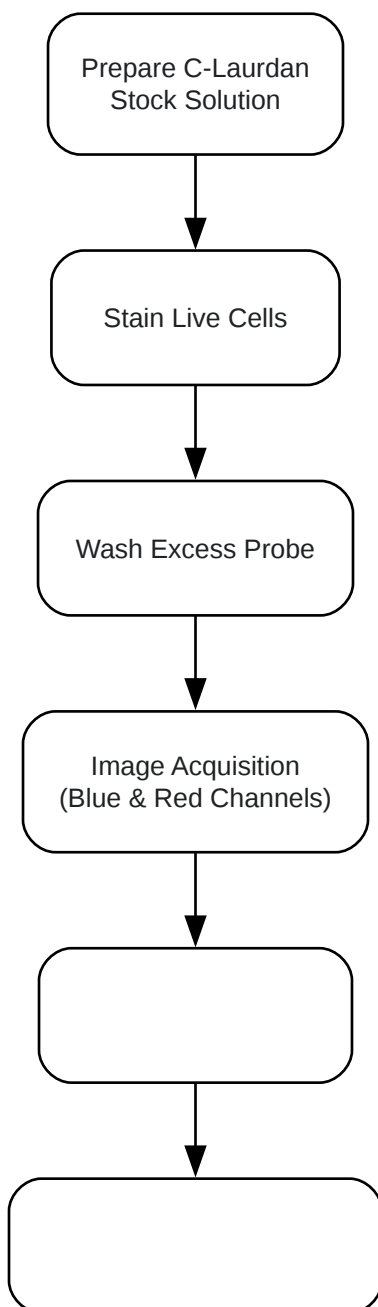 Prepare C-Laurdan
Stock Solution
Stain Live Cells
Wash Excess Probe
Image Acquisition
(Blue & Red Channels)